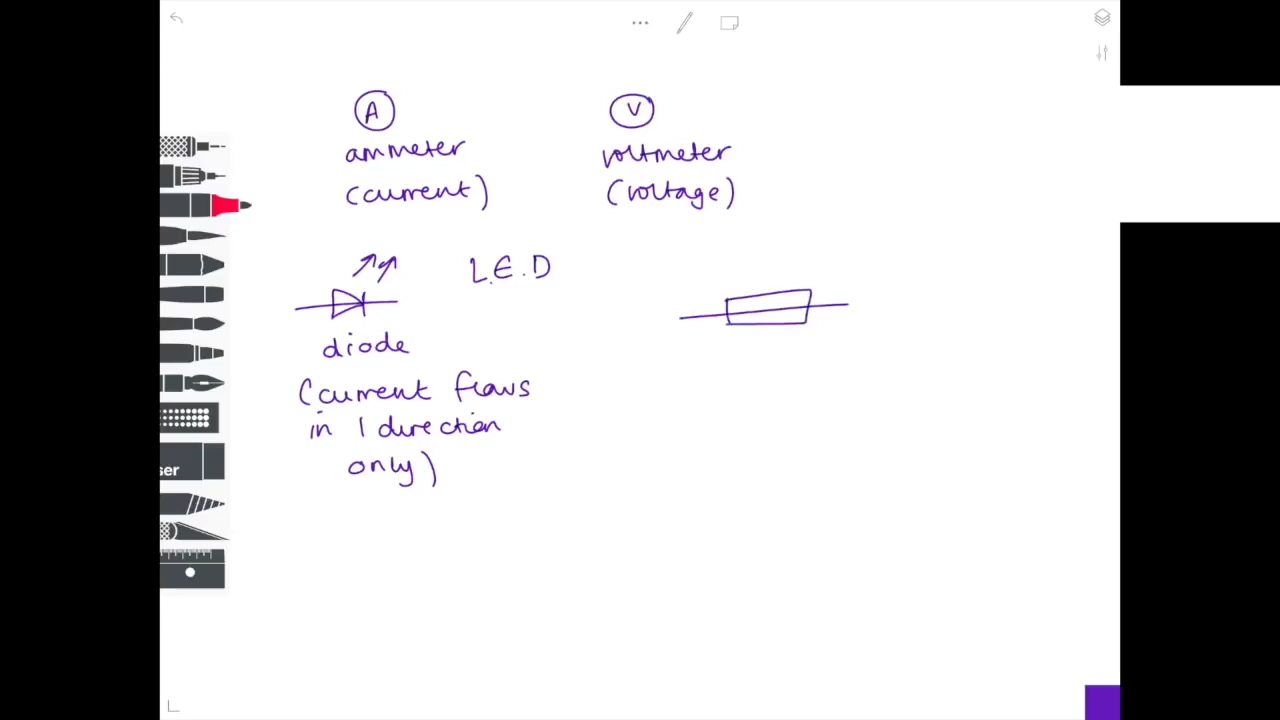 A
V
ammeter
voltmeter
(current)
(voltage)
L.E.D
diode
(current flows
in 1 direction
only)
ser